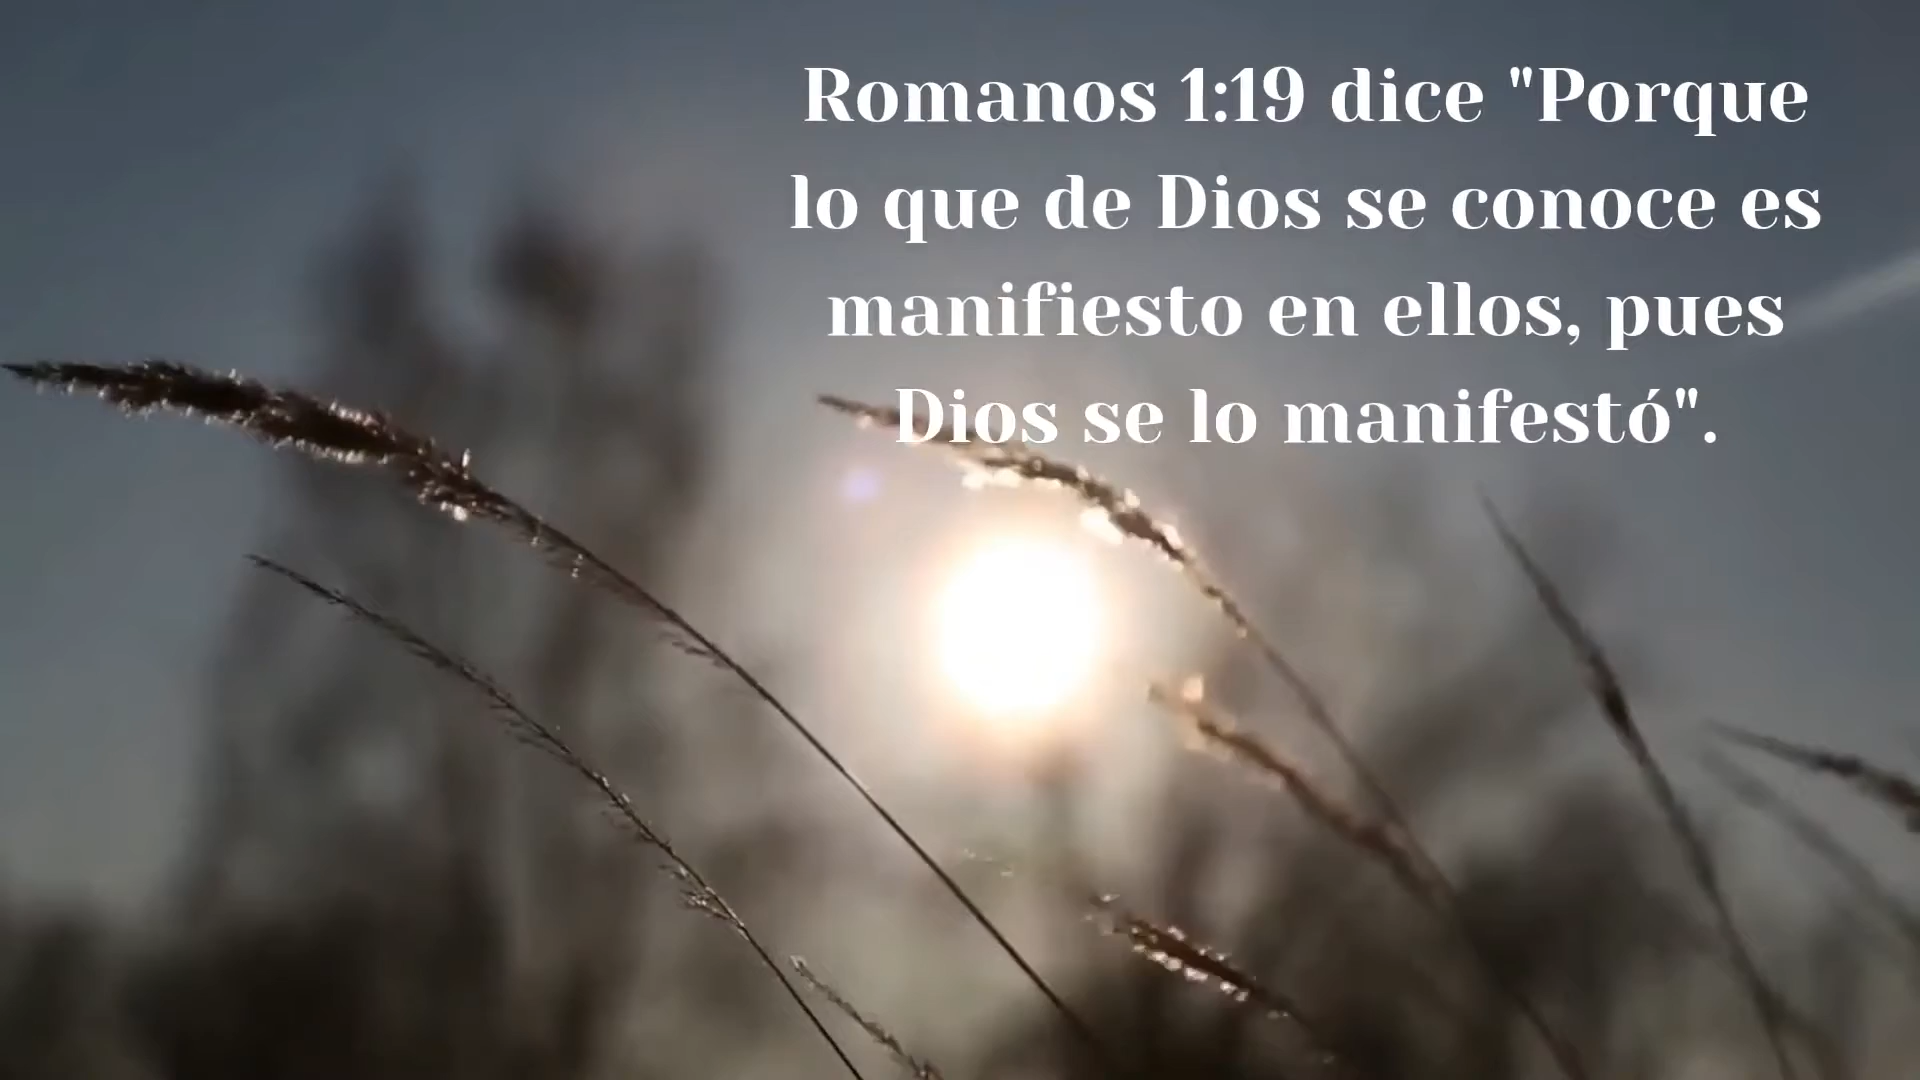 Romanos 1:19 dice "Porque
lo que de Dios se conoce es
manifiesto en ellos, pues
Dios se lo manifestó".